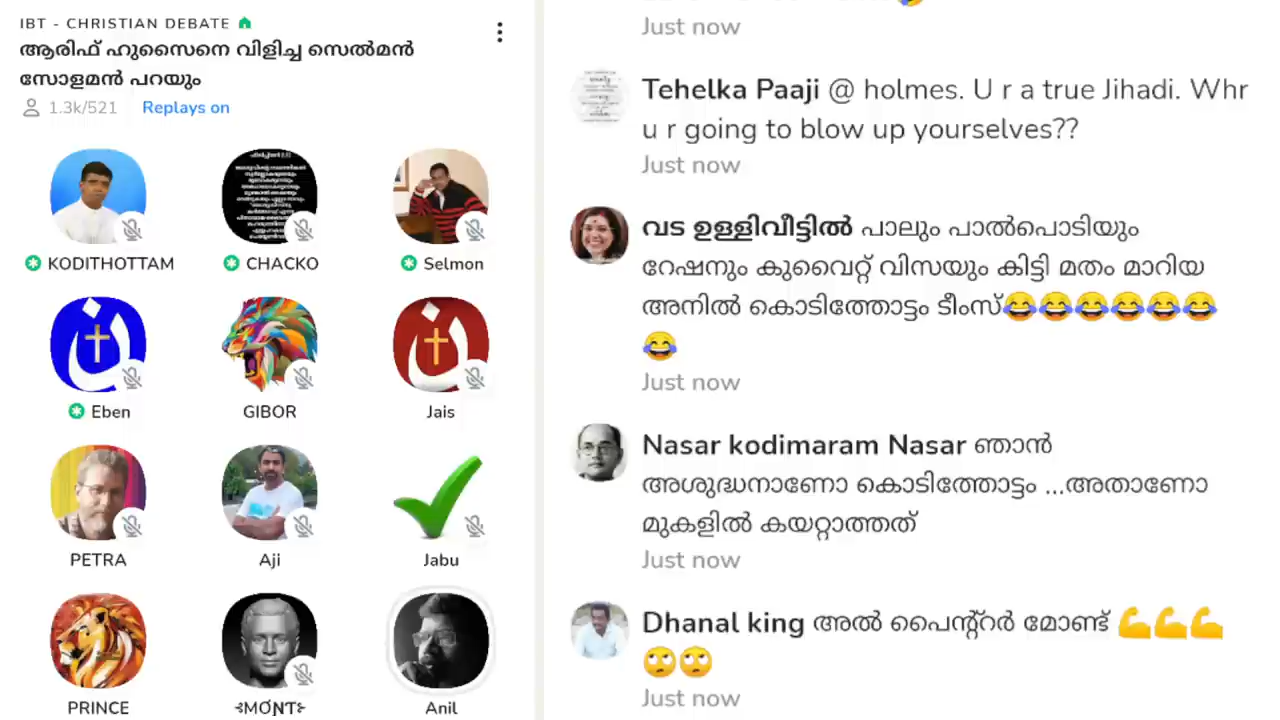 IBT - CHRISTIAN DEBATE
ആരിഫ് ഹുസൈനെ വിളിച്ച സെൽമൻ
സോളമൻ പറയും
1.3k/521 Replays on
KODITHOTTAM CHACKO Selmon
Eben GIBOR Jais
PETRA Aji Jabu
PRINCE ⊰MƠƝT⊱ Anil
Just now
Tehelka Paaji @ holmes. U r a true Jihadi. Whr
u r going to blow up yourselves??
Just now
വട ഉള്ളിവീട്ടിൽ പാലും പാൽപൊടിയും
റേഷനും കുവൈറ്റ് വിസയും കിട്ടി മതം മാറിയ
അനിൽ കൊടിത്തോട്ടം ടീംസ്😂😂😂😂😂😂
😂
Just now
Nasar kodimaram Nasar ഞാൻ
അശുദ്ധനാണോ കൊടിത്തോട്ടം ...അതാണോ
മുകളിൽ കയറ്റാത്തത്
Just now
Dhanal king അൽ പൈന്റ്റർ മോണ്ട് 💪💪💪
🙄🙄
Just now